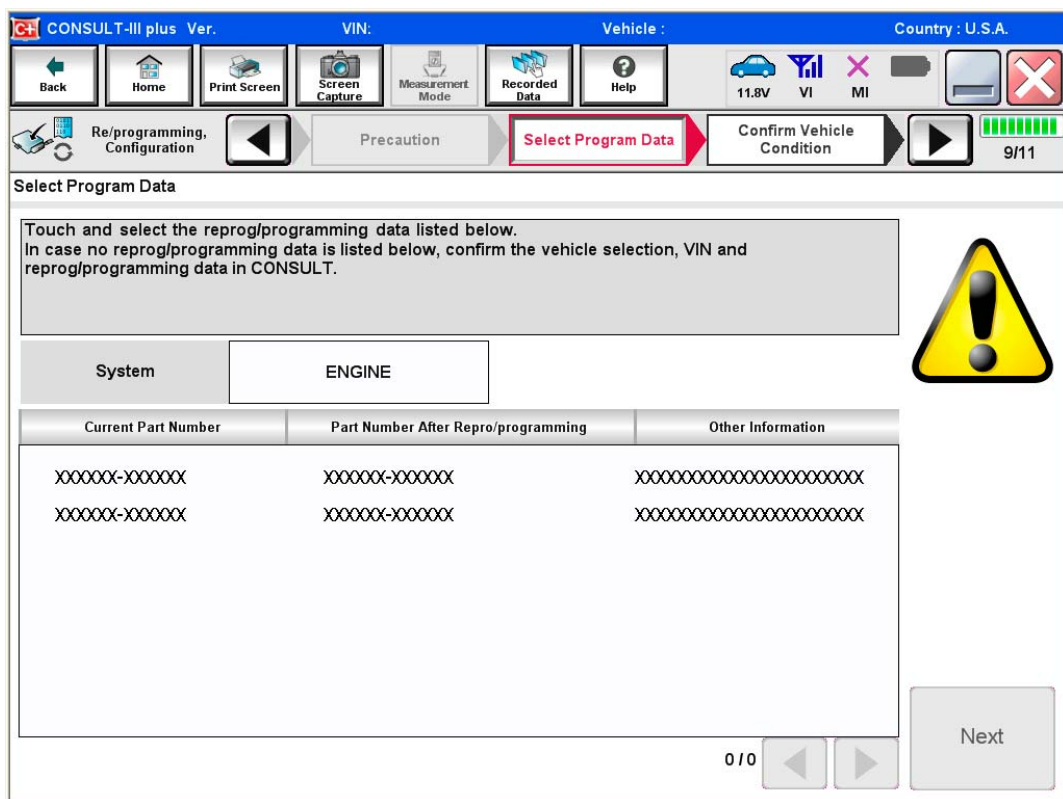 C+ CONSULT-III plus Ver. VIN: Vehicle : Country : U.S.A.
Back
Home
Print Screen
Screen
Capture
Measurement
Mode
Recorded
Data
Help
11.8V VI MI
Re/programming,
Configuration
Precaution
Select Program Data
Confirm Vehicle
Condition
9/11
Select Program Data
Touch and select the reprog/programming data listed below.
In case no reprog/programming data is listed below, confirm the vehicle selection, VIN and
reprog/programming data in CONSULT.
System ENGINE
Current Part Number Part Number After Repro/programming Other Information
XXXXXX-XXXXXX XXXXXX-XXXXXX XXXXXXXXXXXXXXXXXXXXXX
XXXXXX-XXXXXX XXXXXX-XXXXXX XXXXXXXXXXXXXXXXXXXXXX
0/0
Next